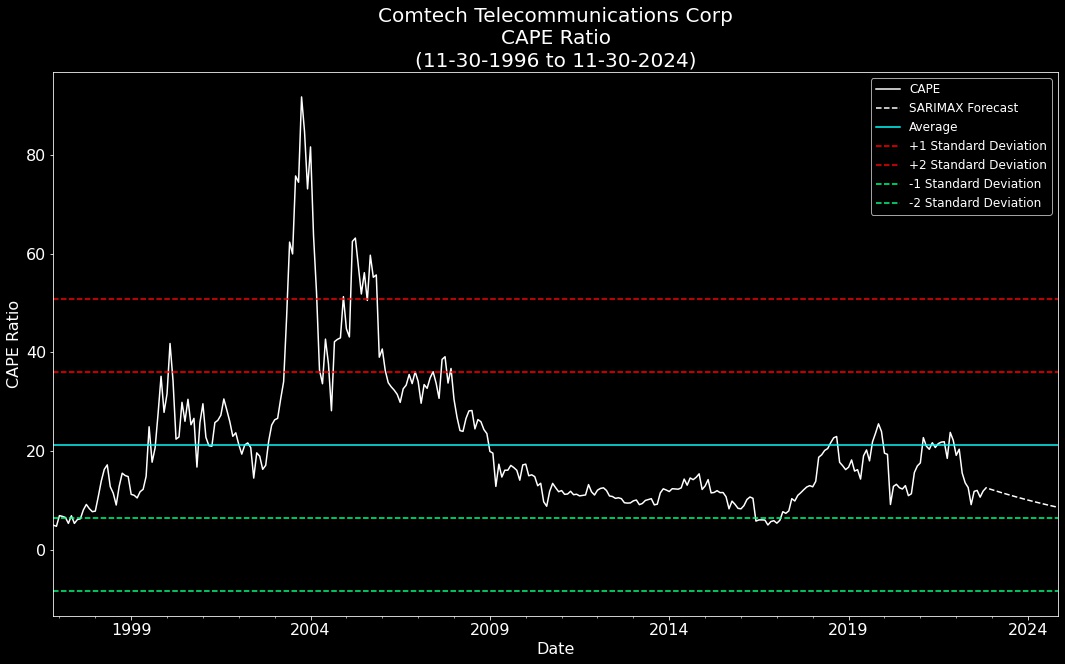 Comtech Telecommunications Corp
CAPE Ratio
(11-30-1996 to 11-30-2024)
CAPE
SARIMAX Forecast
Average
+1 Standard Deviation
+2 Standard Deviation
-1 Standard Deviation
-2 Standard Deviation
CAPE Ratio
80
60
40
20
0
1999 2004 2009 2014 2019 2024
Date